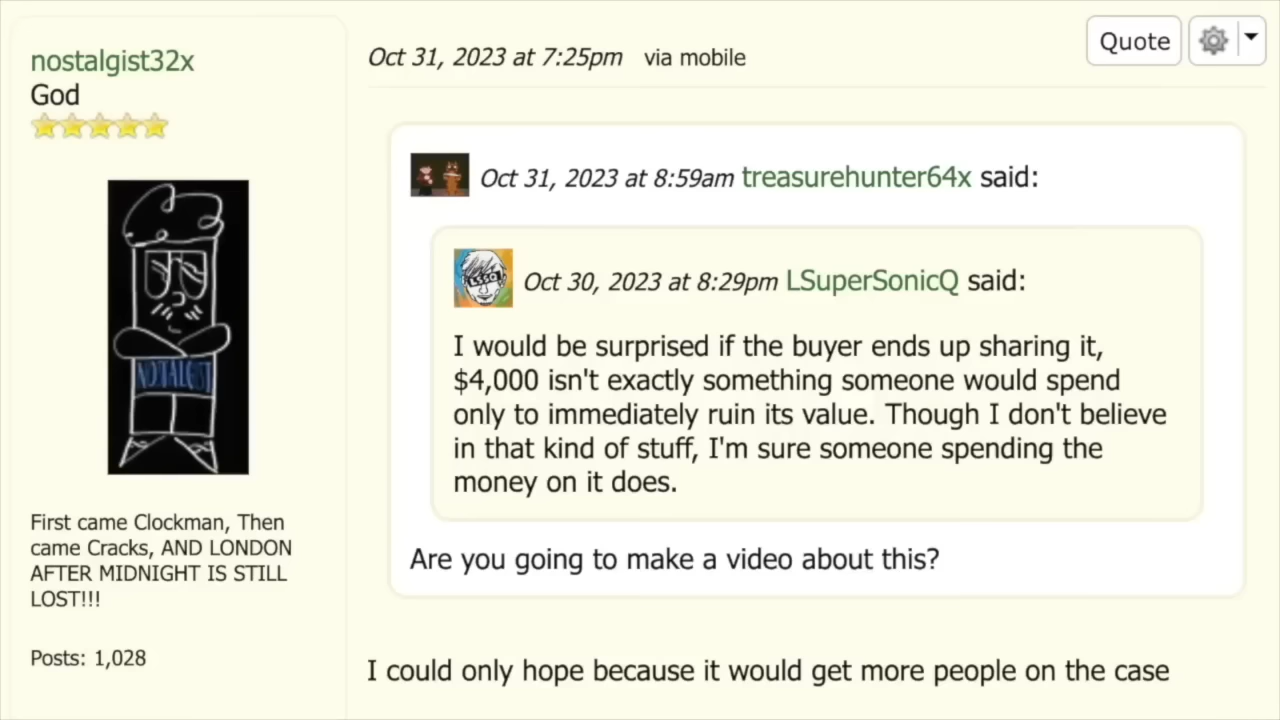 nostalgist32x
God
Oct 31, 2023 at 7:25pm via mobile
Quote
NOSTALGIST
First came Clockman, Then
came Cracks, AND LONDON
AFTER MIDNIGHT IS STILL
LOST!!!
Posts: 1,028
Oct 31, 2023 at 8:59am treasurehunter64x said:
LSSQ
Oct 30, 2023 at 8:29pm LSuperSonicQ said:
I would be surprised if the buyer ends up sharing it,
$4,000 isn't exactly something someone would spend
only to immediately ruin its value. Though I don't believe
in that kind of stuff, I'm sure someone spending the
money on it does.
Are you going to make a video about this?
I could only hope because it would get more people on the case